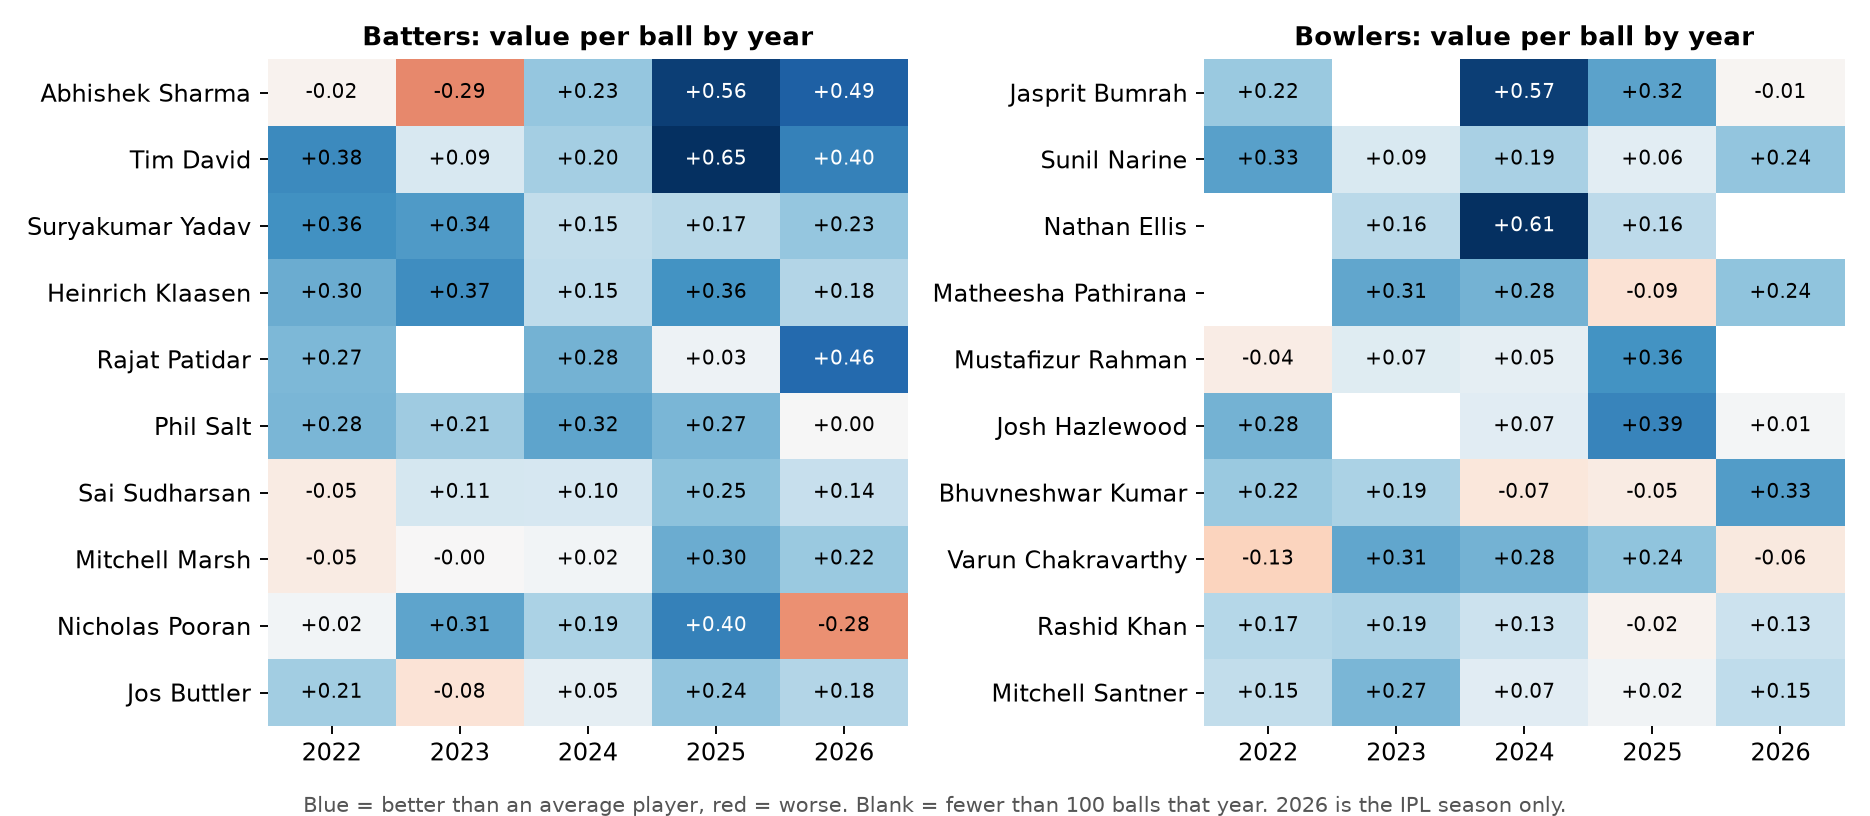 Batters: value per ball by year
Abhishek Sharma -0.02 -0.29 +0.23 +0.56 +0.49
Tim David +0.38 +0.09 +0.20 +0.65 +0.40
Suryakumar Yadav +0.36 +0.34 +0.15 +0.17 +0.23
Heinrich Klaasen +0.30 +0.37 +0.15 +0.36 +0.18
Rajat Patidar +0.27 +0.28 +0.03 +0.46
Phil Salt +0.28 +0.21 +0.32 +0.27 +0.00
Sai Sudharsan -0.05 +0.11 +0.10 +0.25 +0.14
Mitchell Marsh -0.05 -0.00 +0.02 +0.30 +0.22
Nicholas Pooran +0.02 +0.31 +0.19 +0.40 -0.28
Jos Buttler +0.21 -0.08 +0.05 +0.24 +0.18
2022 2023 2024 2025 2026
Bowlers: value per ball by year
Jasprit Bumrah +0.22 +0.57 +0.32 -0.01
Sunil Narine +0.33 +0.09 +0.19 +0.06 +0.24
Nathan Ellis +0.16 +0.61 +0.16
Matheesha Pathirana +0.31 +0.28 -0.09 +0.24
Mustafizur Rahman -0.04 +0.07 +0.05 +0.36
Josh Hazlewood +0.28 +0.07 +0.39 +0.01
Bhuvneshwar Kumar +0.22 +0.19 -0.07 -0.05 +0.33
Varun Chakravarthy -0.13 +0.31 +0.28 +0.24 -0.06
Rashid Khan +0.17 +0.19 +0.13 -0.02 +0.13
Mitchell Santner +0.15 +0.27 +0.07 +0.02 +0.15
2022 2023 2024 2025 2026
Blue = better than an average player, red = worse. Blank = fewer than 100 balls that year. 2026 is the IPL season only.